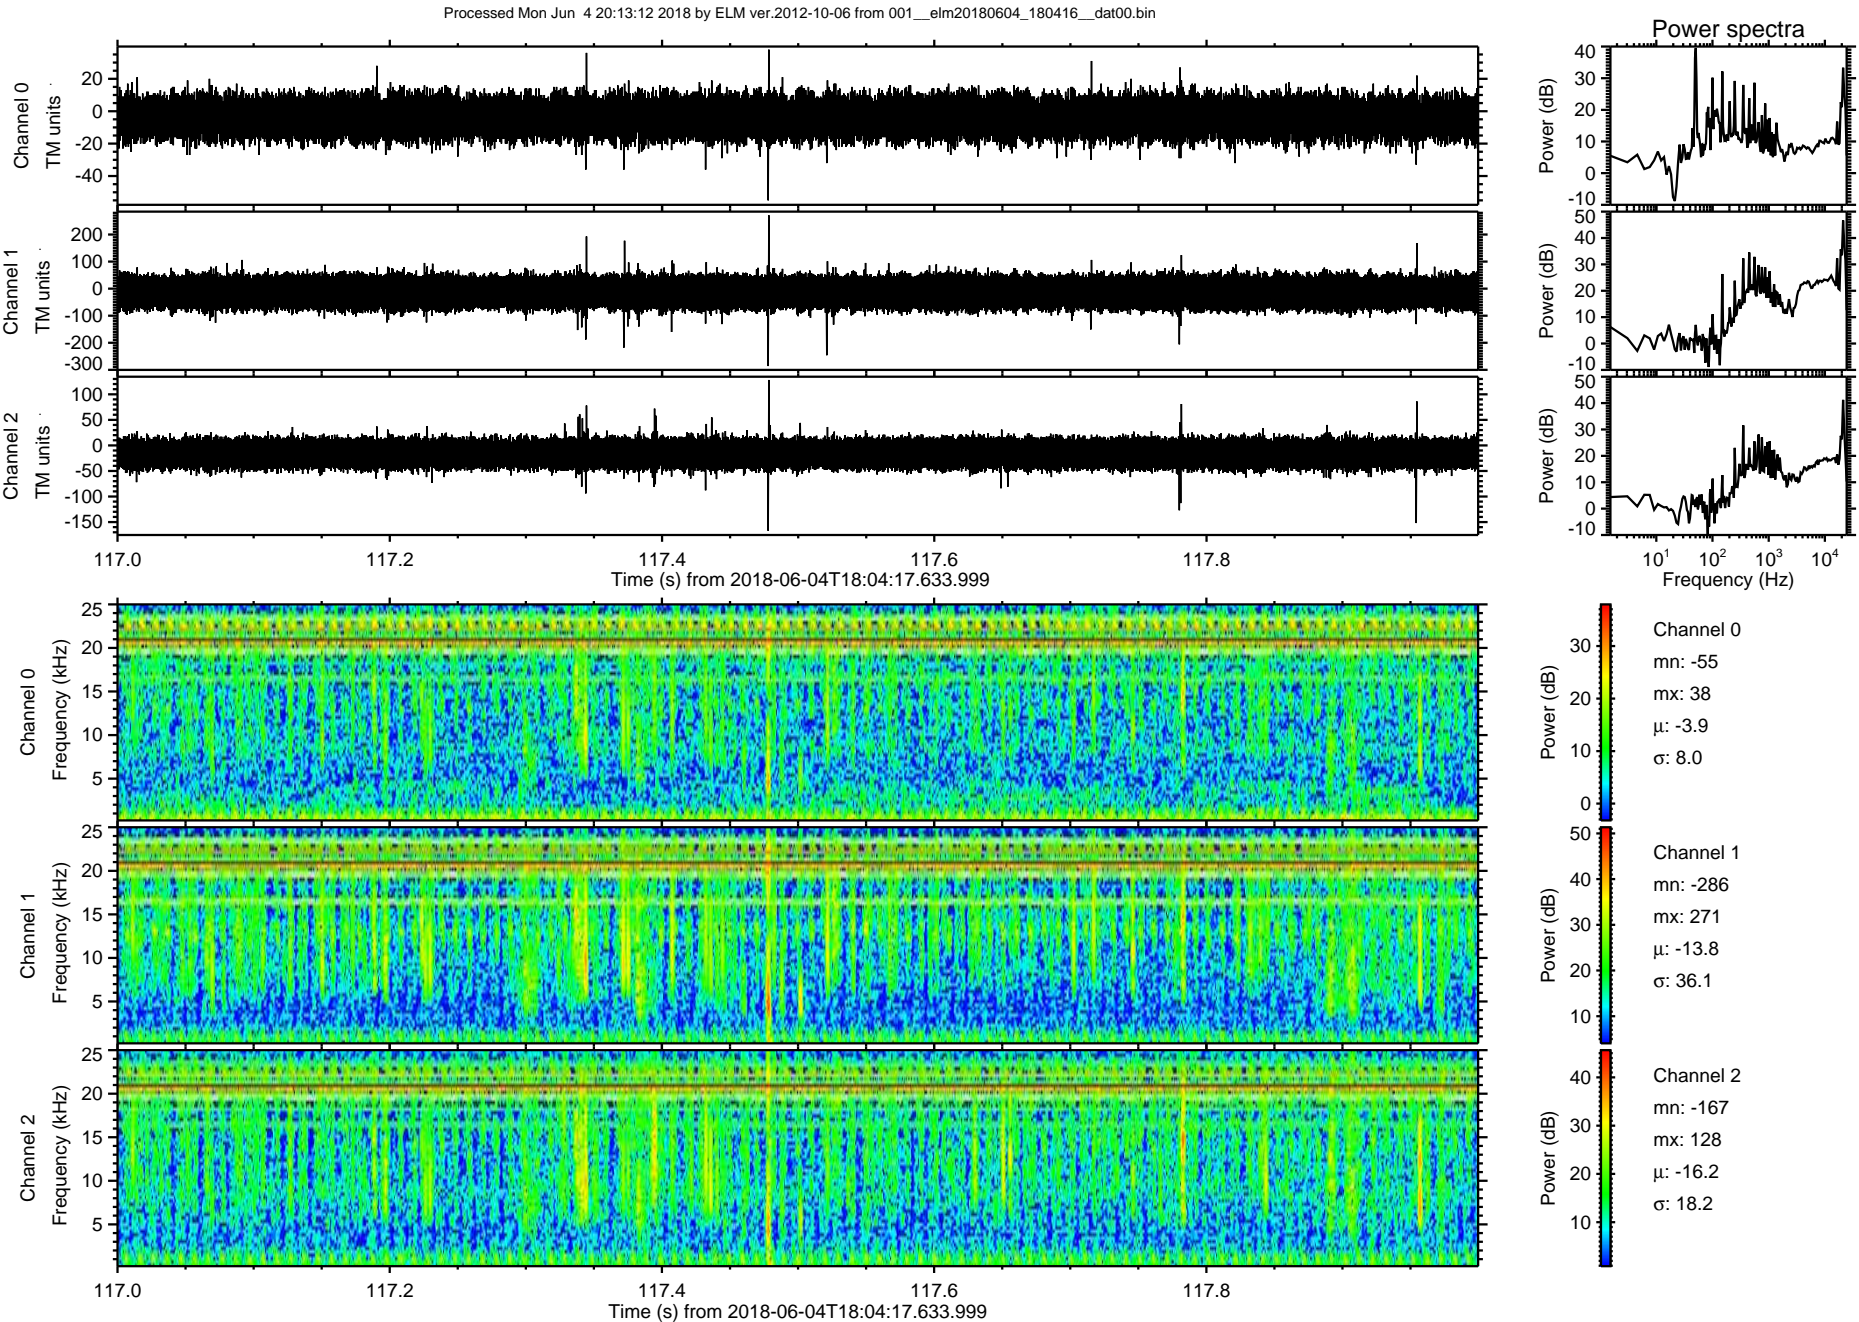 Processed Mon Jun  4 20:13:12 2018 by ELM ver.2012-10-06 from 001__elm20180604_180416__dat00.bin
Power spectra
Channel 0
TM units
20
0
-20
-40
Power (dB)
40
30
20
10
0
-10
Channel 1
TM units
200
100
0
-100
-200
-300
Power (dB)
50
40
30
20
10
0
-10
Channel 2
TM units
100
50
0
-50
-100
-150
Power (dB)
50
40
30
20
10
0
-10
117.0 117.2 117.4 117.6 117.8
Time (s) from 2018-06-04T18:04:17.633.999
10¹ 10² 10³ 10⁴
Frequency (Hz)
Channel 0
Frequency (kHz)
25
20
15
10
5
Power (dB)
30
20
10
0
Channel 0
mn: -55
mx: 38
μ: -3.9
σ: 8.0
Channel 1
Frequency (kHz)
25
20
15
10
5
Power (dB)
50
40
30
20
10
Channel 1
mn: -286
mx: 271
μ: -13.8
σ: 36.1
Channel 2
Frequency (kHz)
25
20
15
10
5
Power (dB)
40
30
20
10
Channel 2
mn: -167
mx: 128
μ: -16.2
σ: 18.2
117.0 117.2 117.4 117.6 117.8
Time (s) from 2018-06-04T18:04:17.633.999